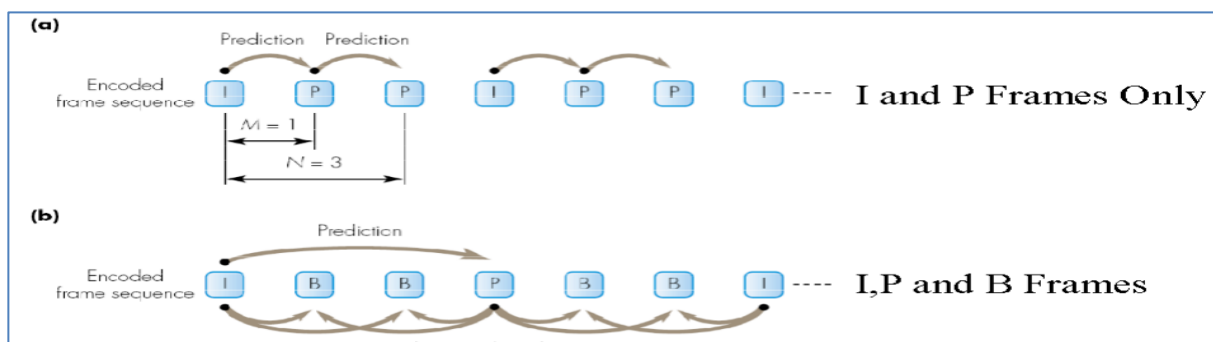 (a)
Prediction Prediction
Encoded
frame sequence
I P P I P P I ---- I and P Frames Only
M = 1
N = 3
(b)
Prediction
Encoded
frame sequence
I B B P B B I ---- I,P and B Frames